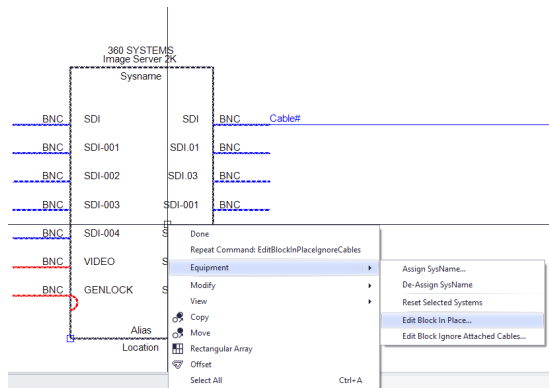 360 SYSTEMS
Image Server 2K
Sysname
BNC SDI SDI BNC Cable#
BNC SDI-001 SDI.01 BNC
BNC SDI-002 SDI.03 BNC
BNC SDI-003 SDI-001 BNC
BNC SDI-004 S
BNC VIDEO S
BNC GENLOCK S
Alias
Location
Done
Repeat Command: EditBlockInPlaceIgnoreCables
Equipment
Modify
View
Copy
Move
Rectangular Array
Offset
Select All Ctrl+A
Assign SysName...
De-Assign SysName
Reset Selected Systems
Edit Block In Place...
Edit Block Ignore Attached Cables...